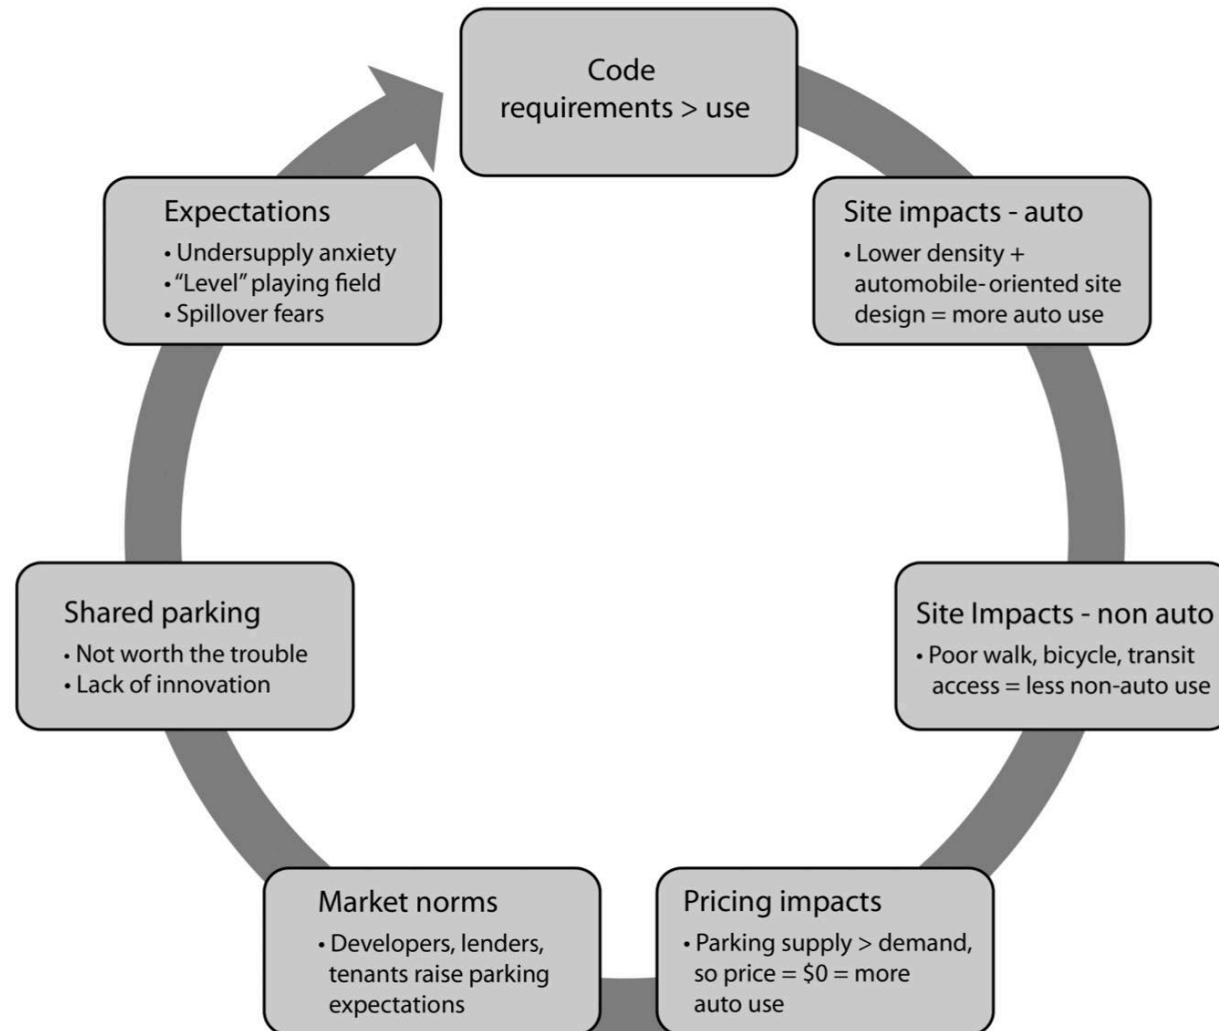 Code
requirements > use
Site impacts - auto
• Lower density +
automobile-oriented site
design = more auto use
Site Impacts - non auto
• Poor walk, bicycle, transit
access = less non-auto use
Pricing impacts
• Parking supply > demand,
so price = $0 = more
auto use
Market norms
• Developers, lenders,
tenants raise parking
expectations
Shared parking
• Not worth the trouble
• Lack of innovation
Expectations
• Undersupply anxiety
• “Level” playing field
• Spillover fears